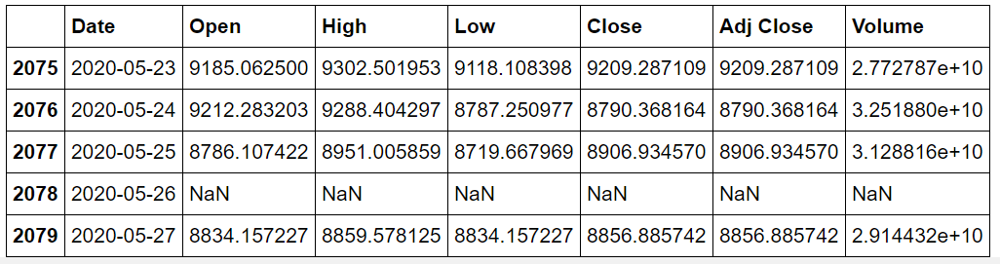 Date Open High Low Close Adj Close Volume
2075 2020-05-23 9185.062500 9302.501953 9118.108398 9209.287109 9209.287109 2.772787e+10
2076 2020-05-24 9212.283203 9288.404297 8787.250977 8790.368164 8790.368164 3.251880e+10
2077 2020-05-25 8786.107422 8951.005859 8719.667969 8906.934570 8906.934570 3.128816e+10
2078 2020-05-26 NaN NaN NaN NaN NaN NaN
2079 2020-05-27 8834.157227 8859.578125 8834.157227 8856.885742 8856.885742 2.914432e+10